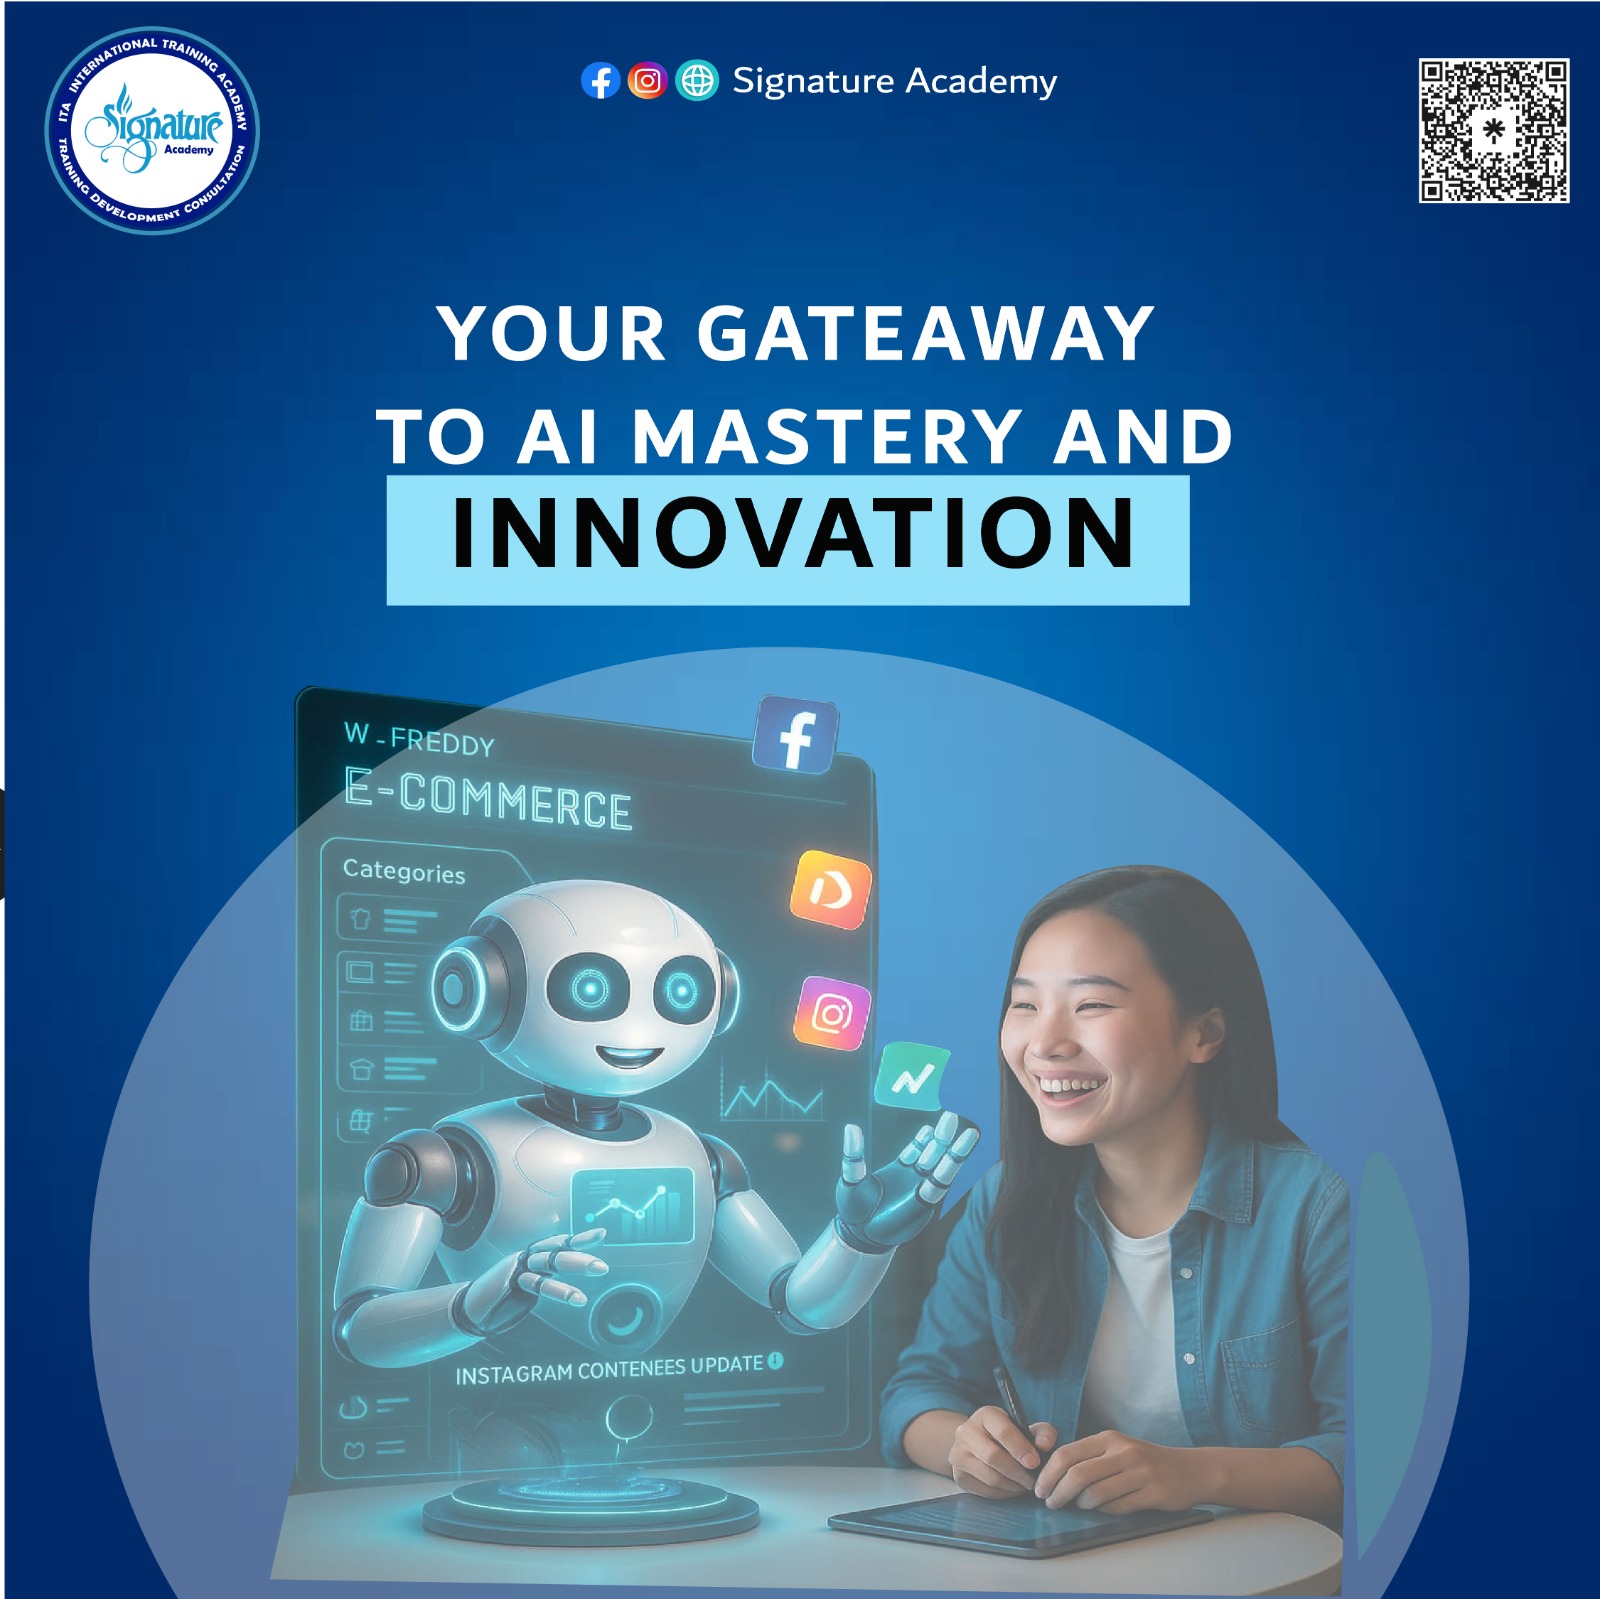 ITA INTERNATIONAL TRAINING ACADEMY
Signature
Academy
TRAINING DEVELOPMENT CONSULTATION
Signature Academy
YOUR GATEAWAY
TO AI MASTERY AND
INNOVATION
W - FREDDY
E-COMMERCE
Categories
INSTAGRAM CONTENEES UPDATE